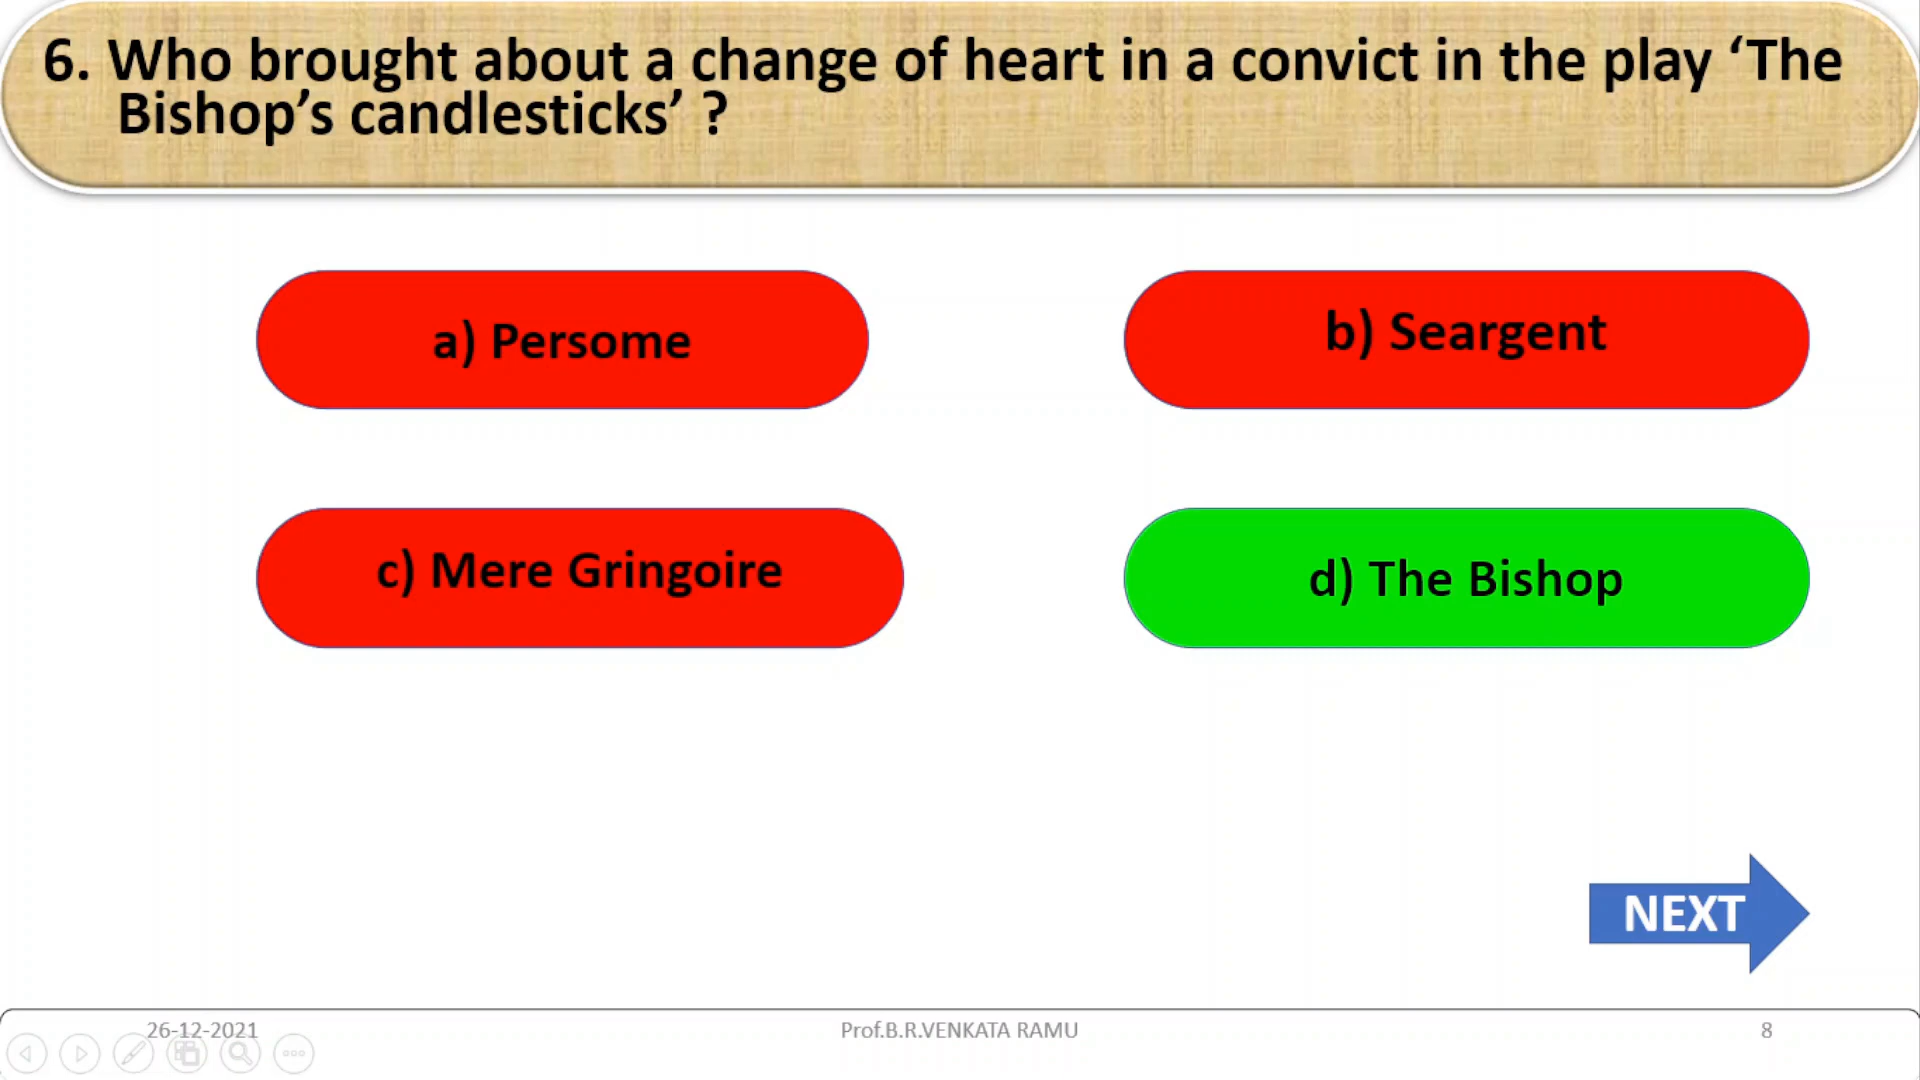 6. Who brought about a change of heart in a convict in the play ‘The
Bishop’s candlesticks’ ?
a) Persome
b) Seargent
c) Mere Gringoire
d) The Bishop
NEXT
26-12-2021
Prof.B.R.VENKATA RAMU
8